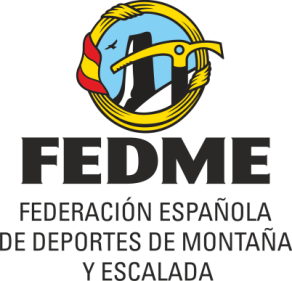 FEDME
FEDERACIÓN ESPAÑOLA
DE DEPORTES DE MONTAÑA
Y ESCALADA